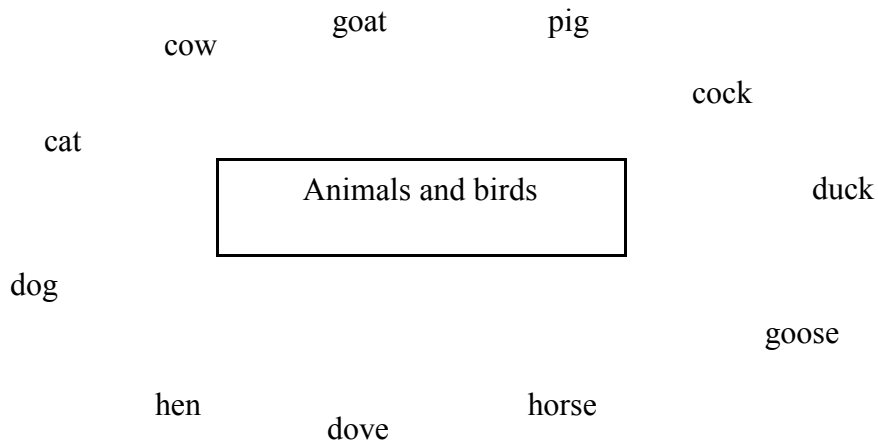 goat
pig
cow
cock
cat
Animals and birds
duck
dog
goose
hen
horse
dove